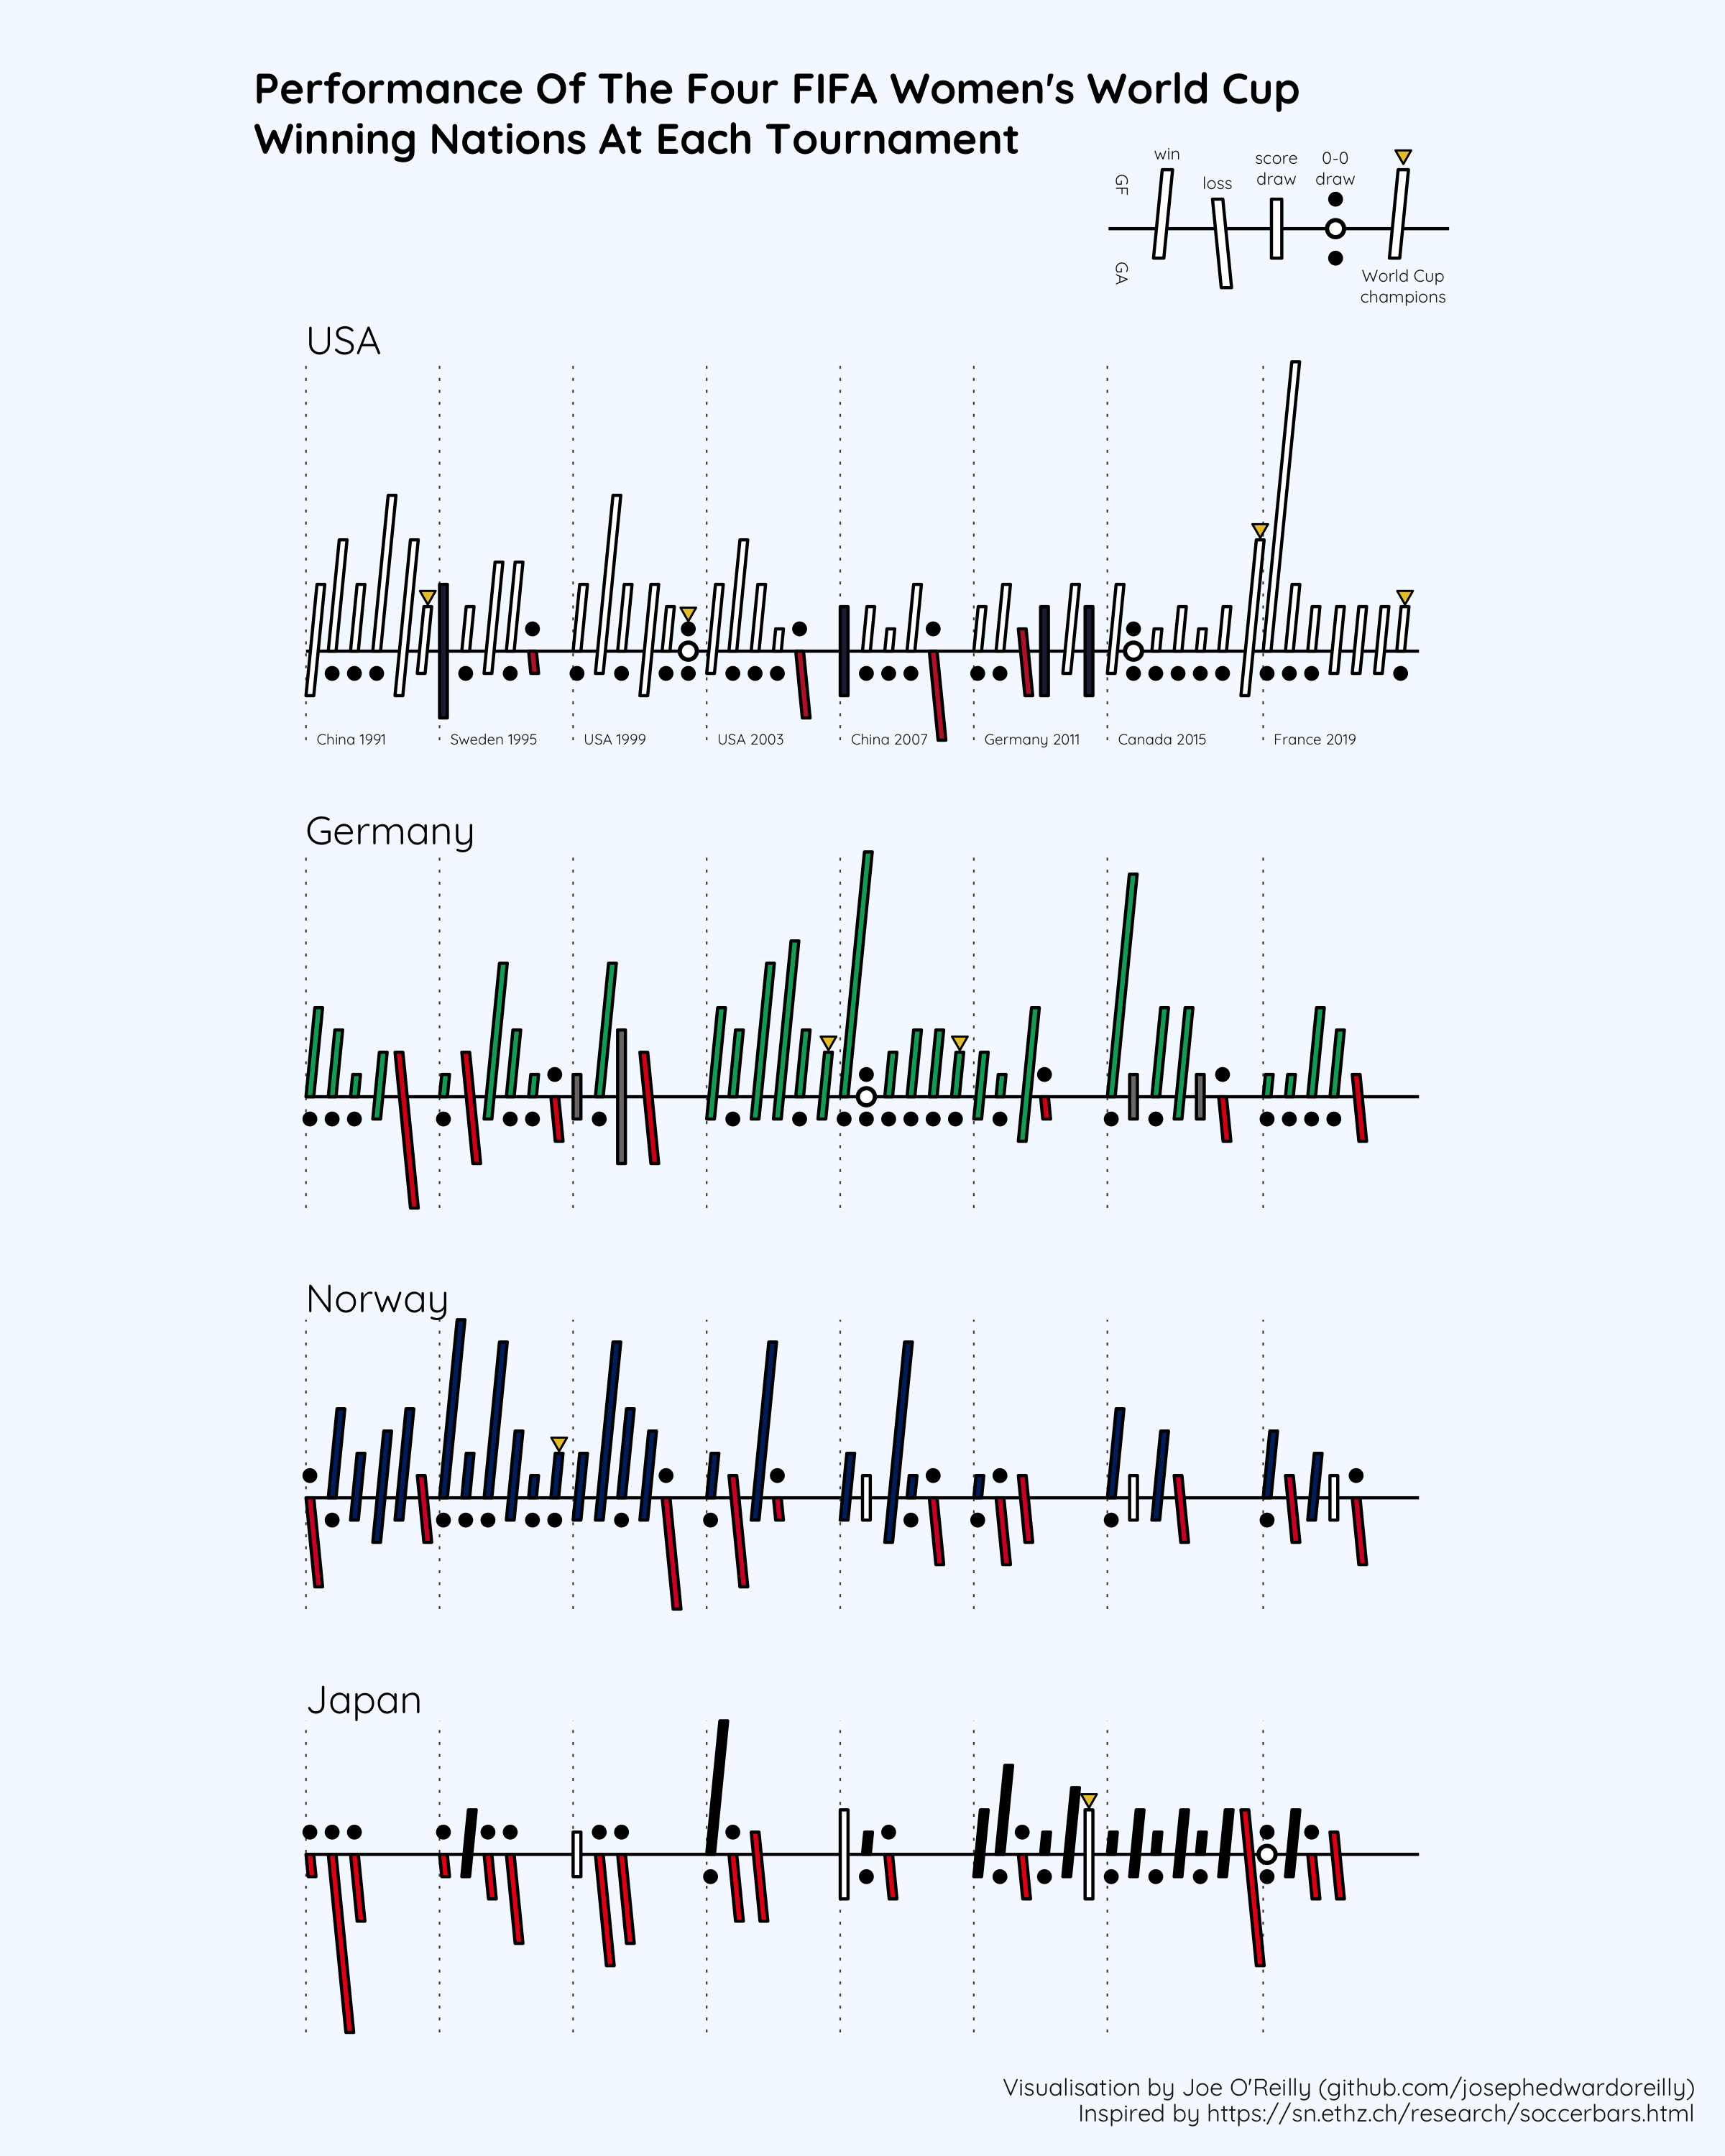 Performance Of The Four FIFA Women's World Cup
Winning Nations At Each Tournament
GF
GA
win
loss
score
draw
0-0
draw
World Cup
champions
USA
China 1991
Sweden 1995
USA 1999
USA 2003
China 2007
Germany 2011
Canada 2015
France 2019
Germany
Norway
Japan
Visualisation by Joe O'Reilly (github.com/josephedwardoreilly)
Inspired by https://sn.ethz.ch/research/soccerbars.html